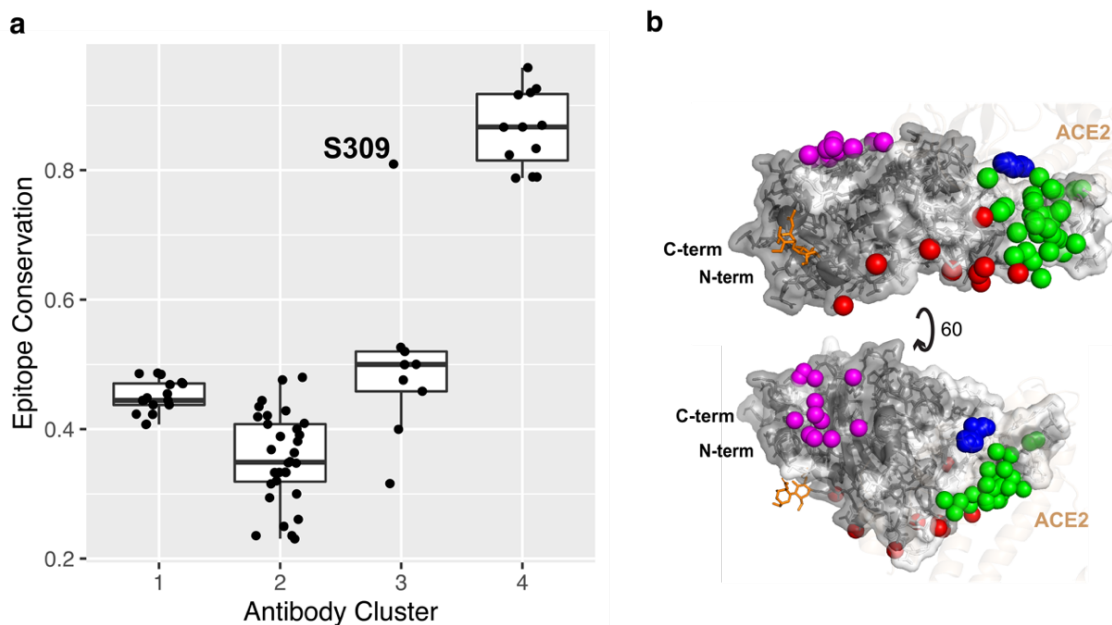 a
Epitope Conservation
0.8
0.6
0.4
0.2
S309
1 2 3 4
Antibody Cluster
b
ACE2
C-term
N-term
60
C-term
N-term
ACE2